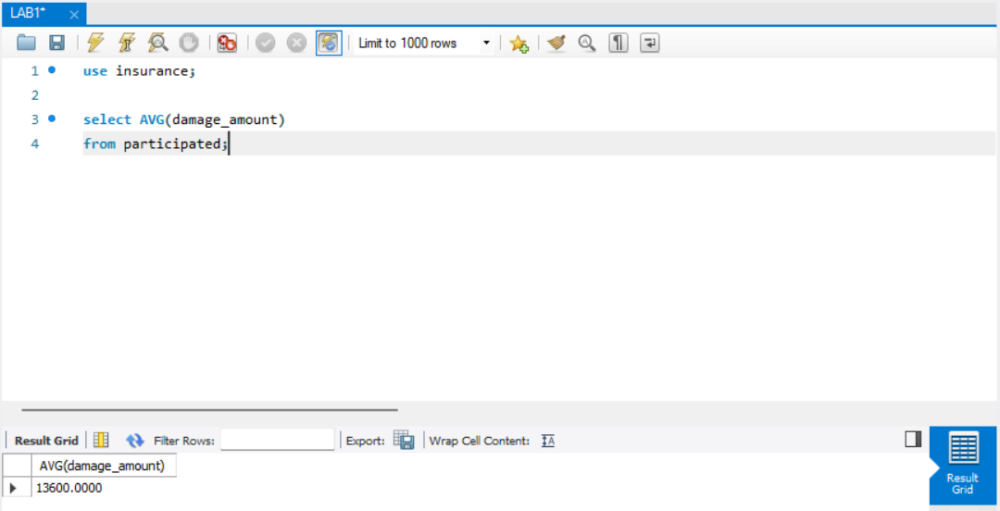 LAB1*
Limit to 1000 rows
1 use insurance;
2
3 select AVG(damage_amount)
4 from participated;
Result Grid Filter Rows: Export: Wrap Cell Content: IA
AVG(damage_amount)
13600.0000
Result
Grid